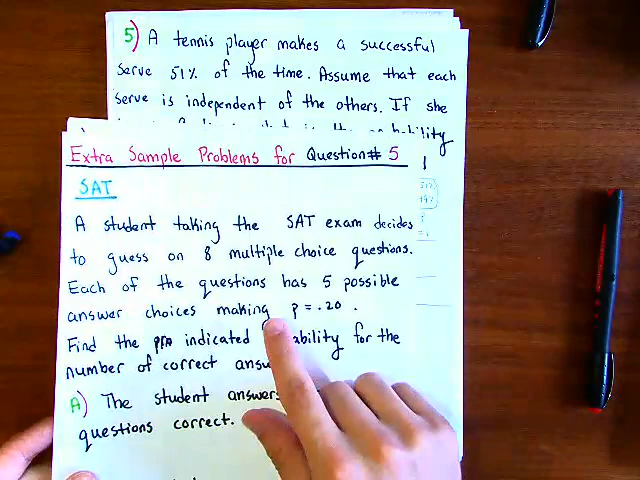 5) A tennis player makes a successful
serve 51% of the time. Assume that each
serve is independent of the others. If she
Extra Sample Problems for Question# 5
SAT
A student taking the SAT exam decides
to guess on 8 multiple choice questions.
Each of the questions has 5 possible
answer choices making p = .20 .
Find the pro indicated ability for the
number of correct answ
A) The student answers
questions correct.